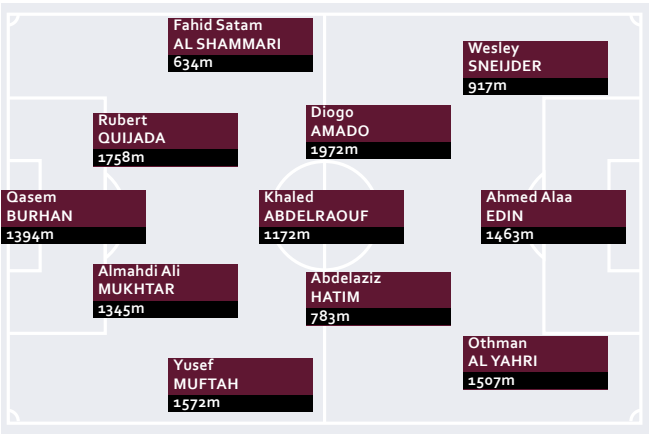 Fahid Satam
AL SHAMMARI
634m
Wesley
SNEIJDER
917m
Rubert
QUIJADA
1758m
Diogo
AMADO
1972m
Qasem
BURHAN
1394m
Khaled
ABDELRAOUF
1172m
Ahmed Alaa
EDIN
1463m
Almahdi Ali
MUKHTAR
1345m
Abdelaziz
HATIM
783m
Othman
AL YAHRI
1507m
Yusef
MUFTAH
1572m